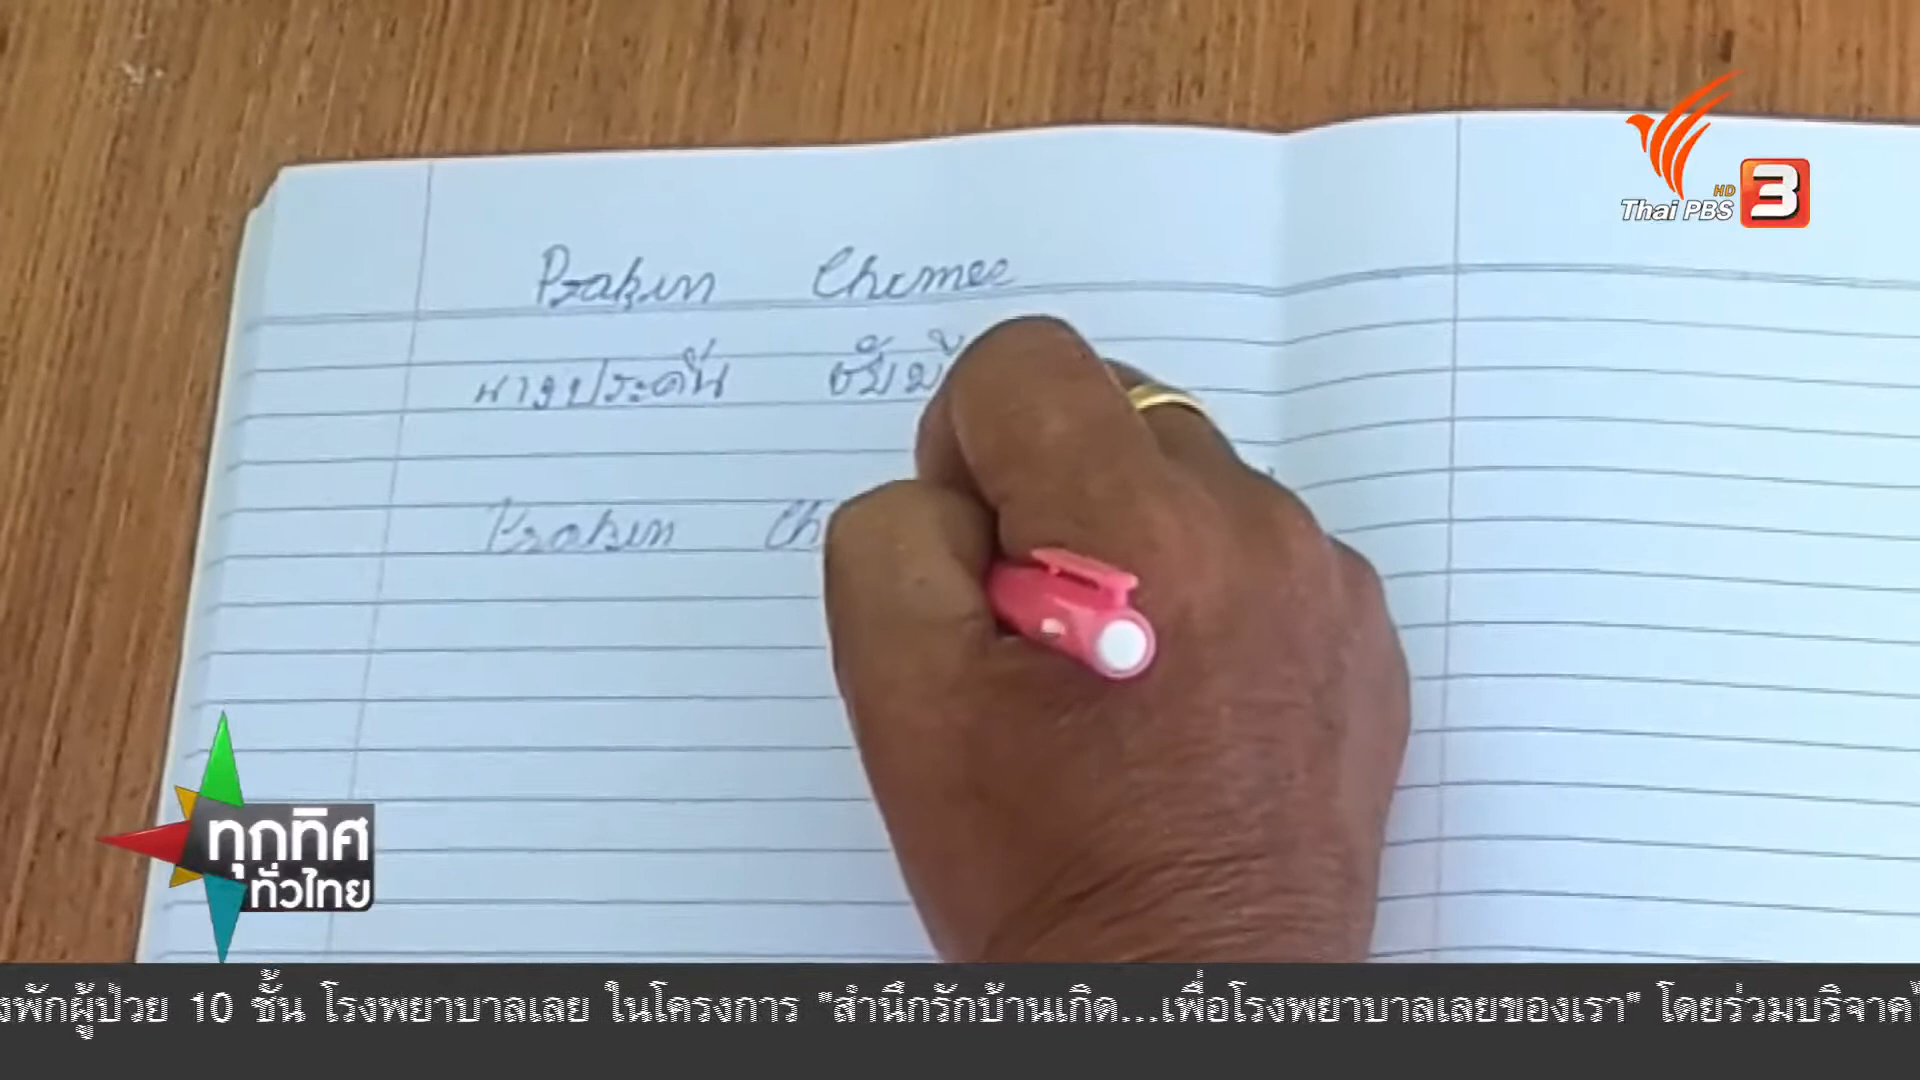 Thai PBS HD 3
Prakin Chimee
นางประคิ่น
Prakin Ch
ทุกทิศ
ทั่วไทย
งพักผู้ป่วย 10 ชั้น โรงพยาบาลเลย ในโครงการ "สำนึกรักบ้านเกิด...เพื่อโรงพยาบาลเลยของเรา" โดยร่วมบริจาค